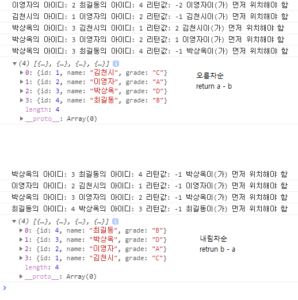 이영자의 아이디: 2 최길동의 아이디: 4 리턴값: -2 이영자이(가) 먼저 위치해야 함
김천시의 아이디: 1 이영자의 아이디: 2 리턴값: -1 김천시이(가) 먼저 위치해야 함
박상옥의 아이디: 3 김천시의 아이디: 1 리턴값: 2 김천시이(가) 먼저 위치해야 함
박상옥의 아이디: 3 이영자의 아이디: 2 리턴값: 1 이영자이(가) 먼저 위치해야 함
박상옥의 아이디: 3 최길동의 아이디: 4 리턴값: -1 박상옥이(가) 먼저 위치해야 함
▼(4) [{…}, {…}, {…}, {…}]
▶0: {id: 1, name: "김천시", grade: "C"}
▶1: {id: 2, name: "이영자", grade: "A"}
▶2: {id: 3, name: "박상옥", grade: "D"}
▶3: {id: 4, name: "최길동", grade: "B"}
length: 4
▶__proto__: Array(0)
오름차순
return a - b
박상옥의 아이디: 3 최길동의 아이디: 4 리턴값: -1 박상옥이(가) 먼저 위치해야 함
이영자의 아이디: 2 김천시의 아이디: 1 리턴값: -1 이영자이(가) 먼저 위치해야 함
박상옥의 아이디: 3 이영자의 아이디: 2 리턴값: -1 박상옥이(가) 먼저 위치해야 함
최길동의 아이디: 4 박상옥의 아이디: 3 리턴값: -1 최길동이(가) 먼저 위치해야 함
▼(4) [{…}, {…}, {…}, {…}]
▶0: {id: 4, name: "최길동", grade: "B"}
▶1: {id: 3, name: "박상옥", grade: "D"}
▶2: {id: 2, name: "이영자", grade: "A"}
▶3: {id: 1, name: "김천시", grade: "C"}
length: 4
▶__proto__: Array(0)
내림차순
retrun b - a